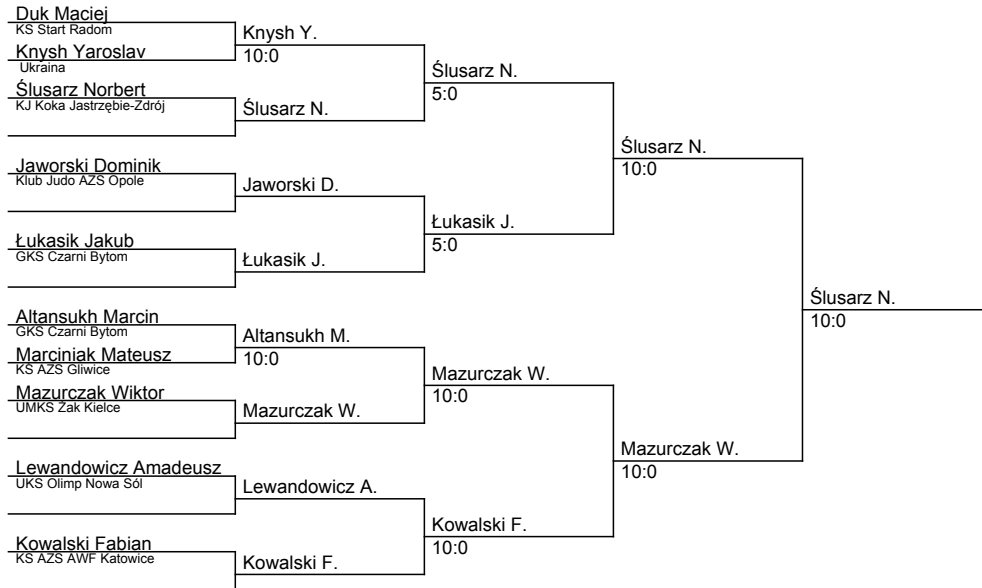 Duk Maciej
KS Start Radom
Knysh Yaroslav
Ukraina
Ślusarz Norbert
KJ Koka Jastrzębie-Zdrój
Jaworski Dominik
Klub Judo AZS Opole
Łukasik Jakub
GKS Czarni Bytom
Altansukh Marcin
GKS Czarni Bytom
Marciniak Mateusz
KS AZS Gliwice
Mazurczak Wiktor
UMKS Żak Kielce
Lewandowicz Amadeusz
UKS Olimp Nowa Sól
Kowalski Fabian
KS AZS AWF Katowice
Knysh Y.
10:0
Ślusarz N.
Jaworski D.
Łukasik J.
Altansukh M.
10:0
Mazurczak W.
Lewandowicz A.
Kowalski F.
Ślusarz N.
5:0
Łukasik J.
5:0
Mazurczak W.
10:0
Kowalski F.
10:0
Ślusarz N.
10:0
Mazurczak W.
10:0
Ślusarz N.
10:0